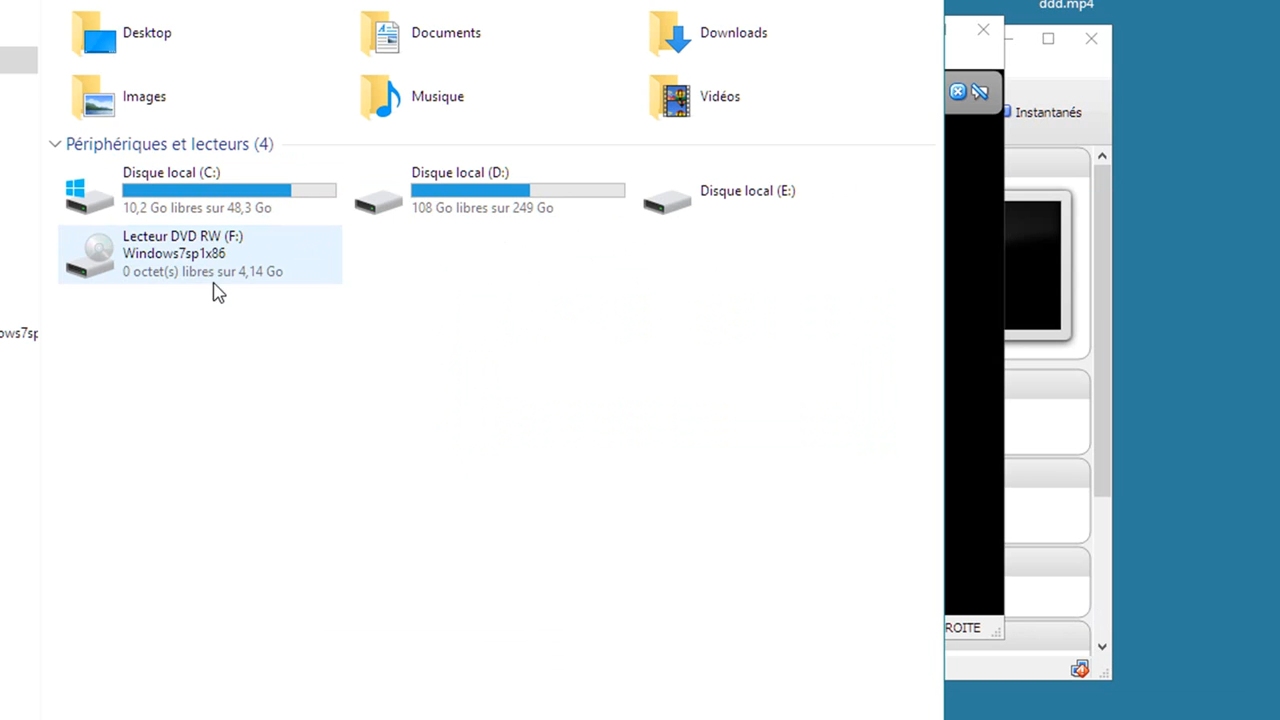 ddd.mp4
Desktop
Documents
Downloads
Images
Musique
Vidéos
Instantanés
Périphériques et lecteurs (4)
Disque local (C:)
10,2 Go libres sur 48,3 Go
Disque local (D:)
108 Go libres sur 249 Go
Disque local (E:)
Lecteur DVD RW (F:)
Windows7sp1x86
0 octet(s) libres sur 4,14 Go
ows7sp
ROITE